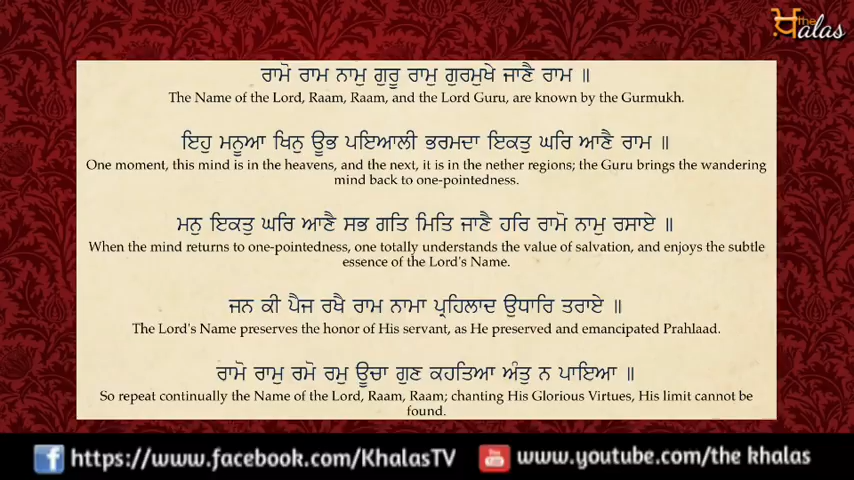 the
ਖ਼alas
ਰਾਮੋ ਰਾਮ ਨਾਮੁ ਗੁਰੂ ਰਾਮੁ ਗੁਰਮੁਖੇ ਜਾਣੈ ਰਾਮ ॥
The Name of the Lord, Raam, Raam, and the Lord Guru, are known by the Gurmukh.
ਇਹੁ ਮਨੂਆ ਖਿਨੁ ਊਭ ਪਇਆਲੀ ਭਰਮਦਾ ਇਕਤੁ ਘਰਿ ਆਣੈ ਰਾਮ ॥
One moment, this mind is in the heavens, and the next, it is in the nether regions; the Guru brings the wandering
mind back to one-pointedness.
ਮਨੁ ਇਕਤੁ ਘਰਿ ਆਣੈ ਸਭ ਗਤਿ ਮਿਤਿ ਜਾਣੈ ਹਰਿ ਰਾਮੋ ਨਾਮੁ ਰਸਾਏ ॥
When the mind returns to one-pointedness, one totally understands the value of salvation, and enjoys the subtle
essence of the Lord's Name.
ਜਨ ਕੀ ਪੈਜ ਰਖੈ ਰਾਮ ਨਾਮਾ ਪ੍ਰਹਿਲਾਦ ਉਧਾਰਿ ਤਰਾਏ ॥
The Lord's Name preserves the honor of His servant, as He preserved and emancipated Prahlaad.
ਰਾਮੋ ਰਾਮੁ ਰਮੋ ਰਮੁ ਊਚਾ ਗੁਣ ਕਹਤਿਆ ਅੰਤੁ ਨ ਪਾਇਆ ॥
So repeat continually the Name of the Lord, Raam, Raam; chanting His Glorious Virtues, His limit cannot be
found.
https://www.facebook.com/KhalasTV
www.youtube.com/the khalas